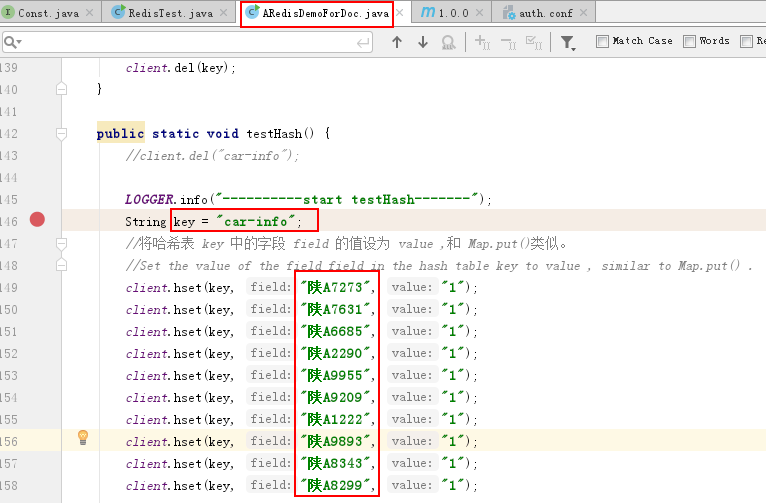 Const.java RedisTest.java ARedisDemoForDoc.java 1.0.0 auth.conf
Match Case Words Re
139 client.del(key);
140 }
141
142 public static void testHash() {
143 //client.del("car-info");
144
145 LOGGER.info("----------start testHash-------");
146 String key = "car-info";
147 //将哈希表 key 中的字段 field 的值设为 value ,和 Map.put()类似。
148 //Set the value of the field field in the hash table key to value , similar to Map.put() .
149 client.hset(key, field: "陕A7273", value: "1");
150 client.hset(key, field: "陕A7631", value: "1");
151 client.hset(key, field: "陕A6685", value: "1");
152 client.hset(key, field: "陕A2290", value: "1");
153 client.hset(key, field: "陕A9955", value: "1");
154 client.hset(key, field: "陕A9209", value: "1");
155 client.hset(key, field: "陕A1222", value: "1");
156 client.hset(key, field: "陕A9893", value: "1");
157 client.hset(key, field: "陕A8343", value: "1");
158 client.hset(key, field: "陕A8299", value: "1");